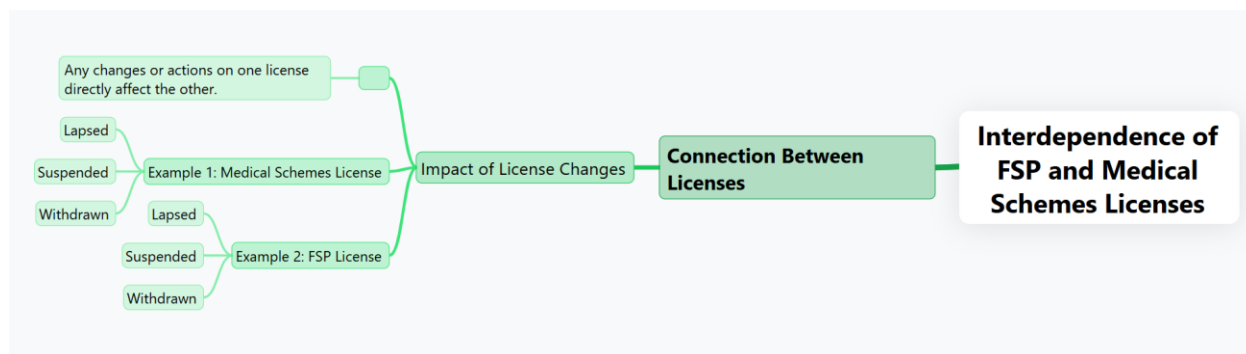 Interdependence of
FSP and Medical
Schemes Licenses
Connection Between
Licenses
Impact of License Changes
Any changes or actions on one license
directly affect the other.
Example 1: Medical Schemes License
Lapsed
Suspended
Withdrawn
Example 2: FSP License
Lapsed
Suspended
Withdrawn